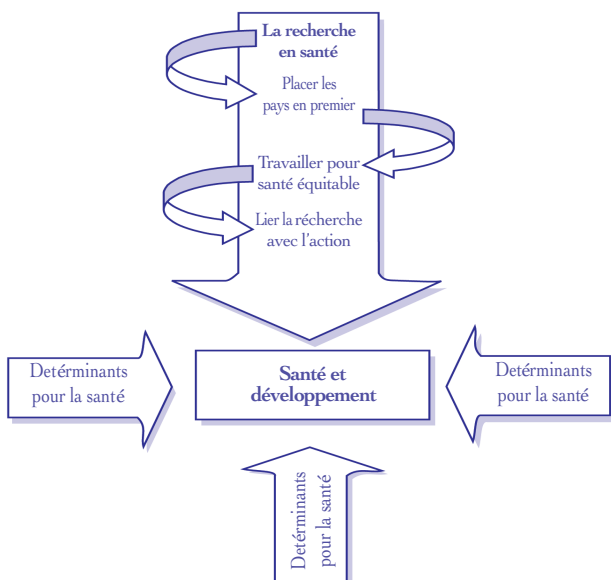 La recherche
en santé
Placer les
pays en premier
Travailler pour
santé équitable
Lier la récherche
avec l'action
Detérminants
pour la santé
Santé et
développement
Detérminants
pour la santé
Detérminants
pour la santé